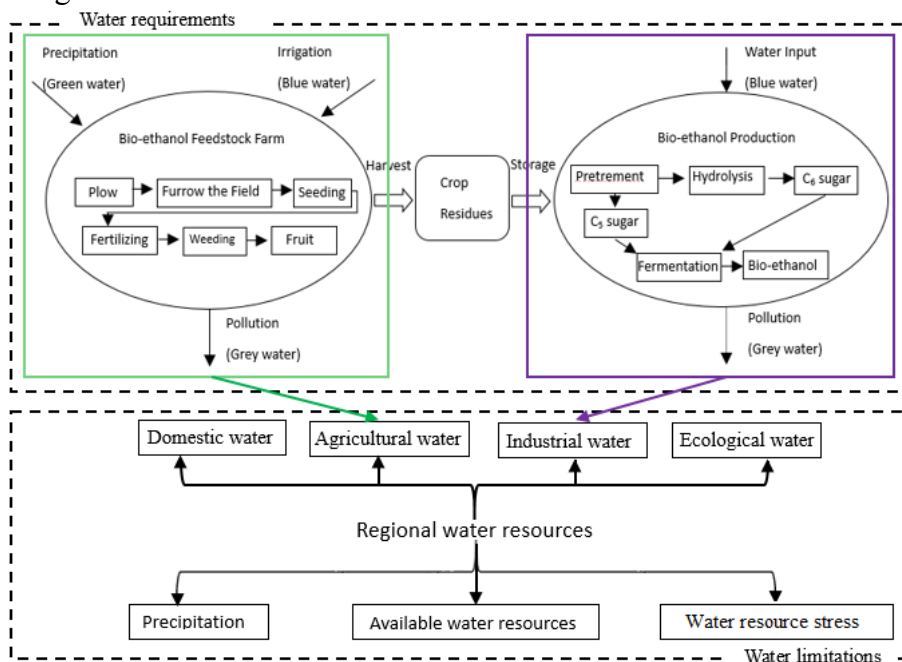 Water requirements
Precipitation
(Green water)
Irrigation
(Blue water)
Bio-ethanol Feedstock Farm
Plow
Furrow the Field
Seeding
Fertilizing
Weeding
Fruit
Pollution
(Grey water)
Harvest
Crop
Residues
Storage
Water Input
(Blue water)
Bio-ethanol Production
Pretrement
Hydrolysis
C₆ sugar
C₅ sugar
Fermentation
Bio-ethanol
Pollution
(Grey water)
Domestic water
Agricultural water
Industrial water
Ecological water
Regional water resources
Precipitation
Available water resources
Water resource stress
Water limitations